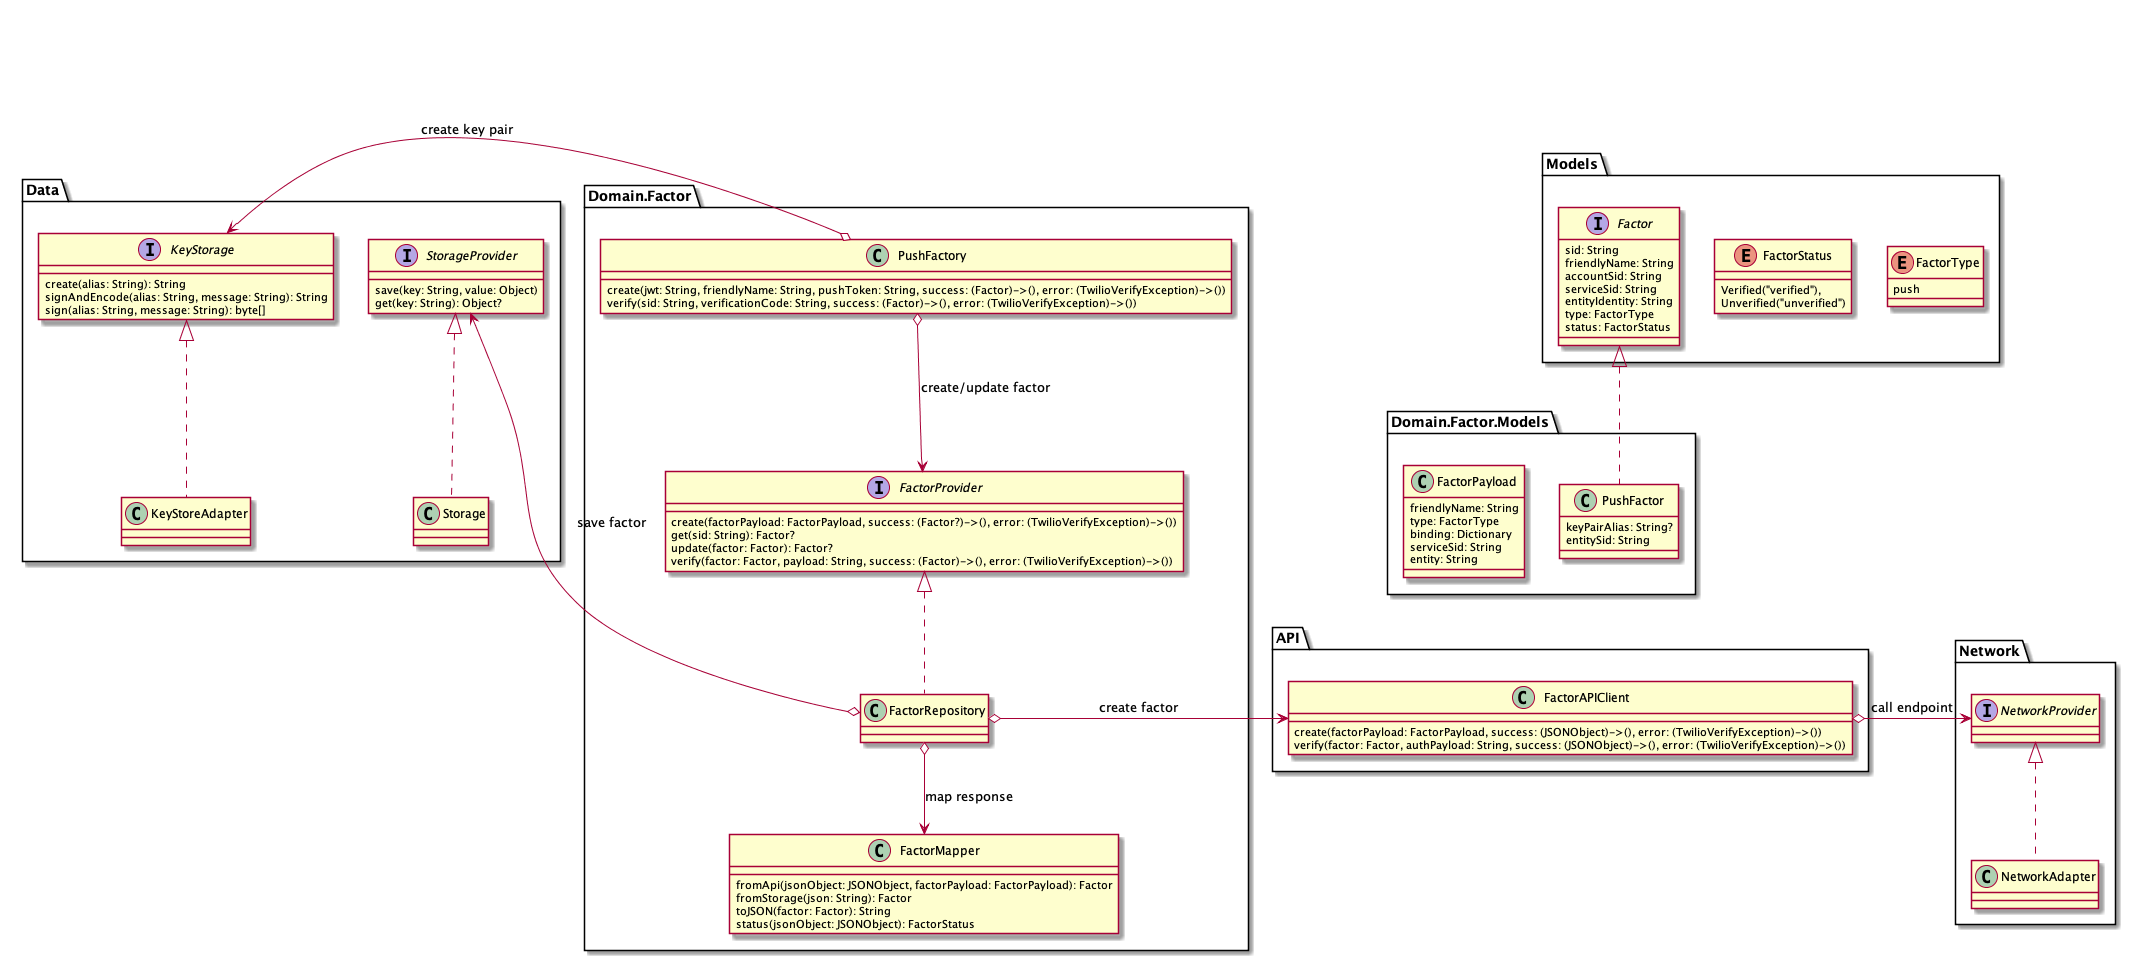 create key pair
Data
I KeyStorage
create(alias: String): String
signAndEncode(alias: String, message: String): String
sign(alias: String, message: String): byte[]
I StorageProvider
save(key: String, value: Object)
get(key: String): Object?
C KeyStoreAdapter
C Storage
save factor
Domain.Factor
C PushFactory
create(jwt: String, friendlyName: String, pushToken: String, success: (Factor)->(), error: (TwilioVerifyException)->())
verify(sid: String, verificationCode: String, success: (Factor)->(), error: (TwilioVerifyException)->())
create/update factor
I FactorProvider
create(factorPayload: FactorPayload, success: (Factor?)->(), error: (TwilioVerifyException)->())
get(sid: String): Factor?
update(factor: Factor): Factor?
verify(factor: Factor, payload: String, success: (Factor)->(), error: (TwilioVerifyException)->())
C FactorRepository
create factor
map response
C FactorMapper
fromApi(jsonObject: JSONObject, factorPayload: FactorPayload): Factor
fromStorage(json: String): Factor
toJSON(factor: Factor): String
status(jsonObject: JSONObject): FactorStatus
Models
I Factor
sid: String
friendlyName: String
accountSid: String
serviceSid: String
entityIdentity: String
type: FactorType
status: FactorStatus
E FactorStatus
Verified("verified"),
Unverified("unverified")
E FactorType
push
Domain.Factor.Models
C FactorPayload
friendlyName: String
type: FactorType
binding: Dictionary
serviceSid: String
entity: String
C PushFactor
keyPairAlias: String?
entitySid: String
API
C FactorAPIClient
create(factorPayload: FactorPayload, success: (JSONObject)->(), error: (TwilioVerifyException)->())
verify(factor: Factor, authPayload: String, success: (JSONObject)->(), error: (TwilioVerifyException)->())
call endpoint
Network
I NetworkProvider
C NetworkAdapter